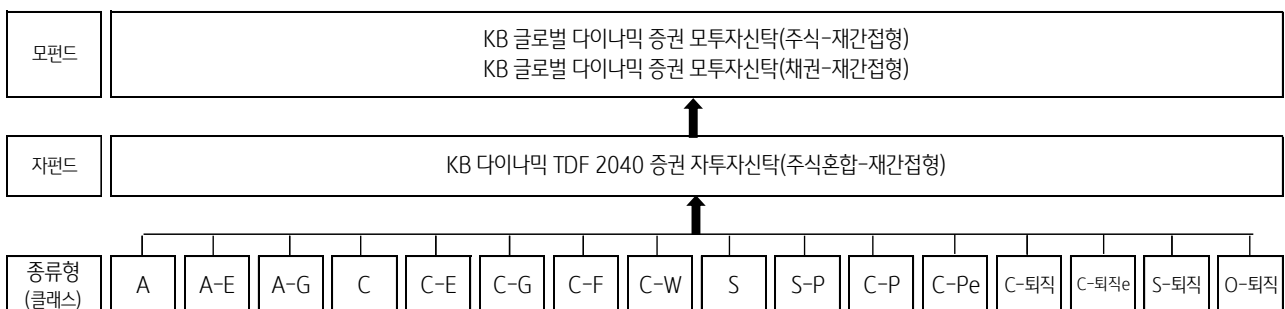 모펀드
KB 글로벌 다이나믹 증권 모투자신탁(주식-재간접형)
KB 글로벌 다이나믹 증권 모투자신탁(채권-재간접형)
자펀드
KB 다이나믹 TDF 2040 증권 자투자신탁(주식혼합-재간접형)
종류형
(클래스)
A
A-E
A-G
C
C-E
C-G
C-F
C-W
S
S-P
C-P
C-Pe
C-퇴직
C-퇴직e
S-퇴직
O-퇴직